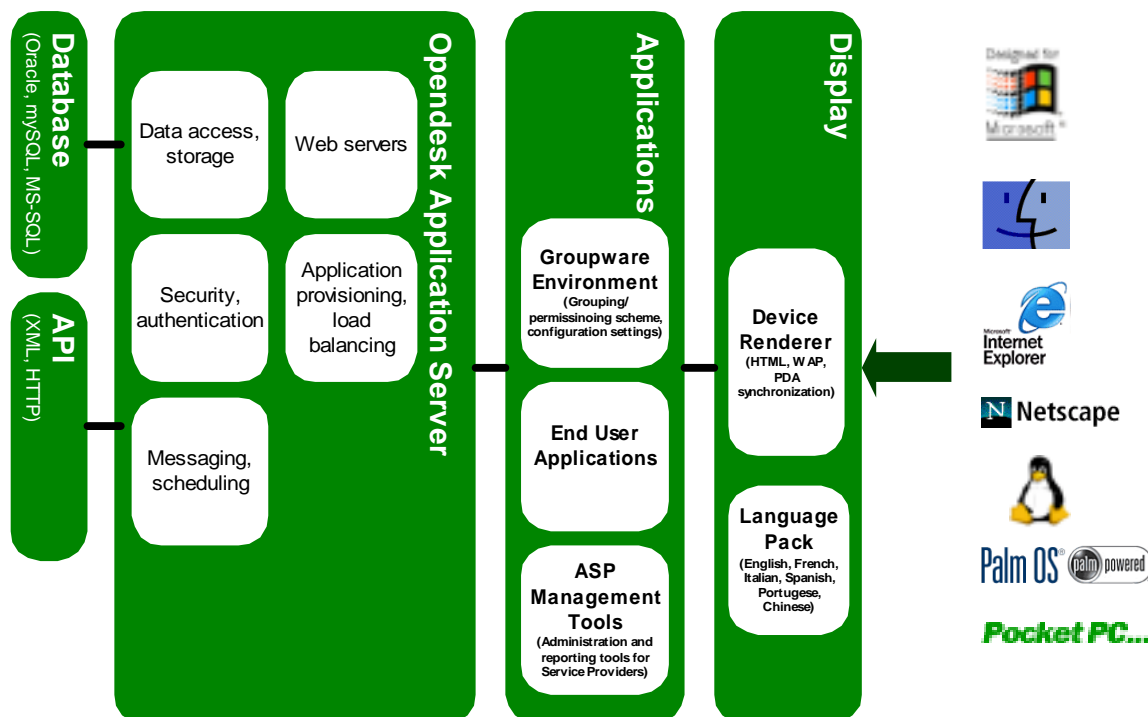 Database
(Oracle, mySQL, MS-SQL)
API
(XML, HTTP)
Opendesk Application Server
Data access,
storage
Web servers
Security,
authentication
Application
provisioning,
load
balancing
Messaging,
scheduling
Applications
Groupware
Environment
(Grouping/
permissinoing scheme,
configuration settings)
End User
Applications
ASP
Management
Tools
(Administration and
reporting tools for
Service Providers)
Display
Device
Renderer
(HTML, WAP,
PDA
synchronization)
Language
Pack
(English, French,
Italian, Spanish,
Portugese,
Chinese)
Designed for
Microsoft®
Microsoft
Internet
Explorer
N Netscape
Palm OS® palm powered
Pocket PC...